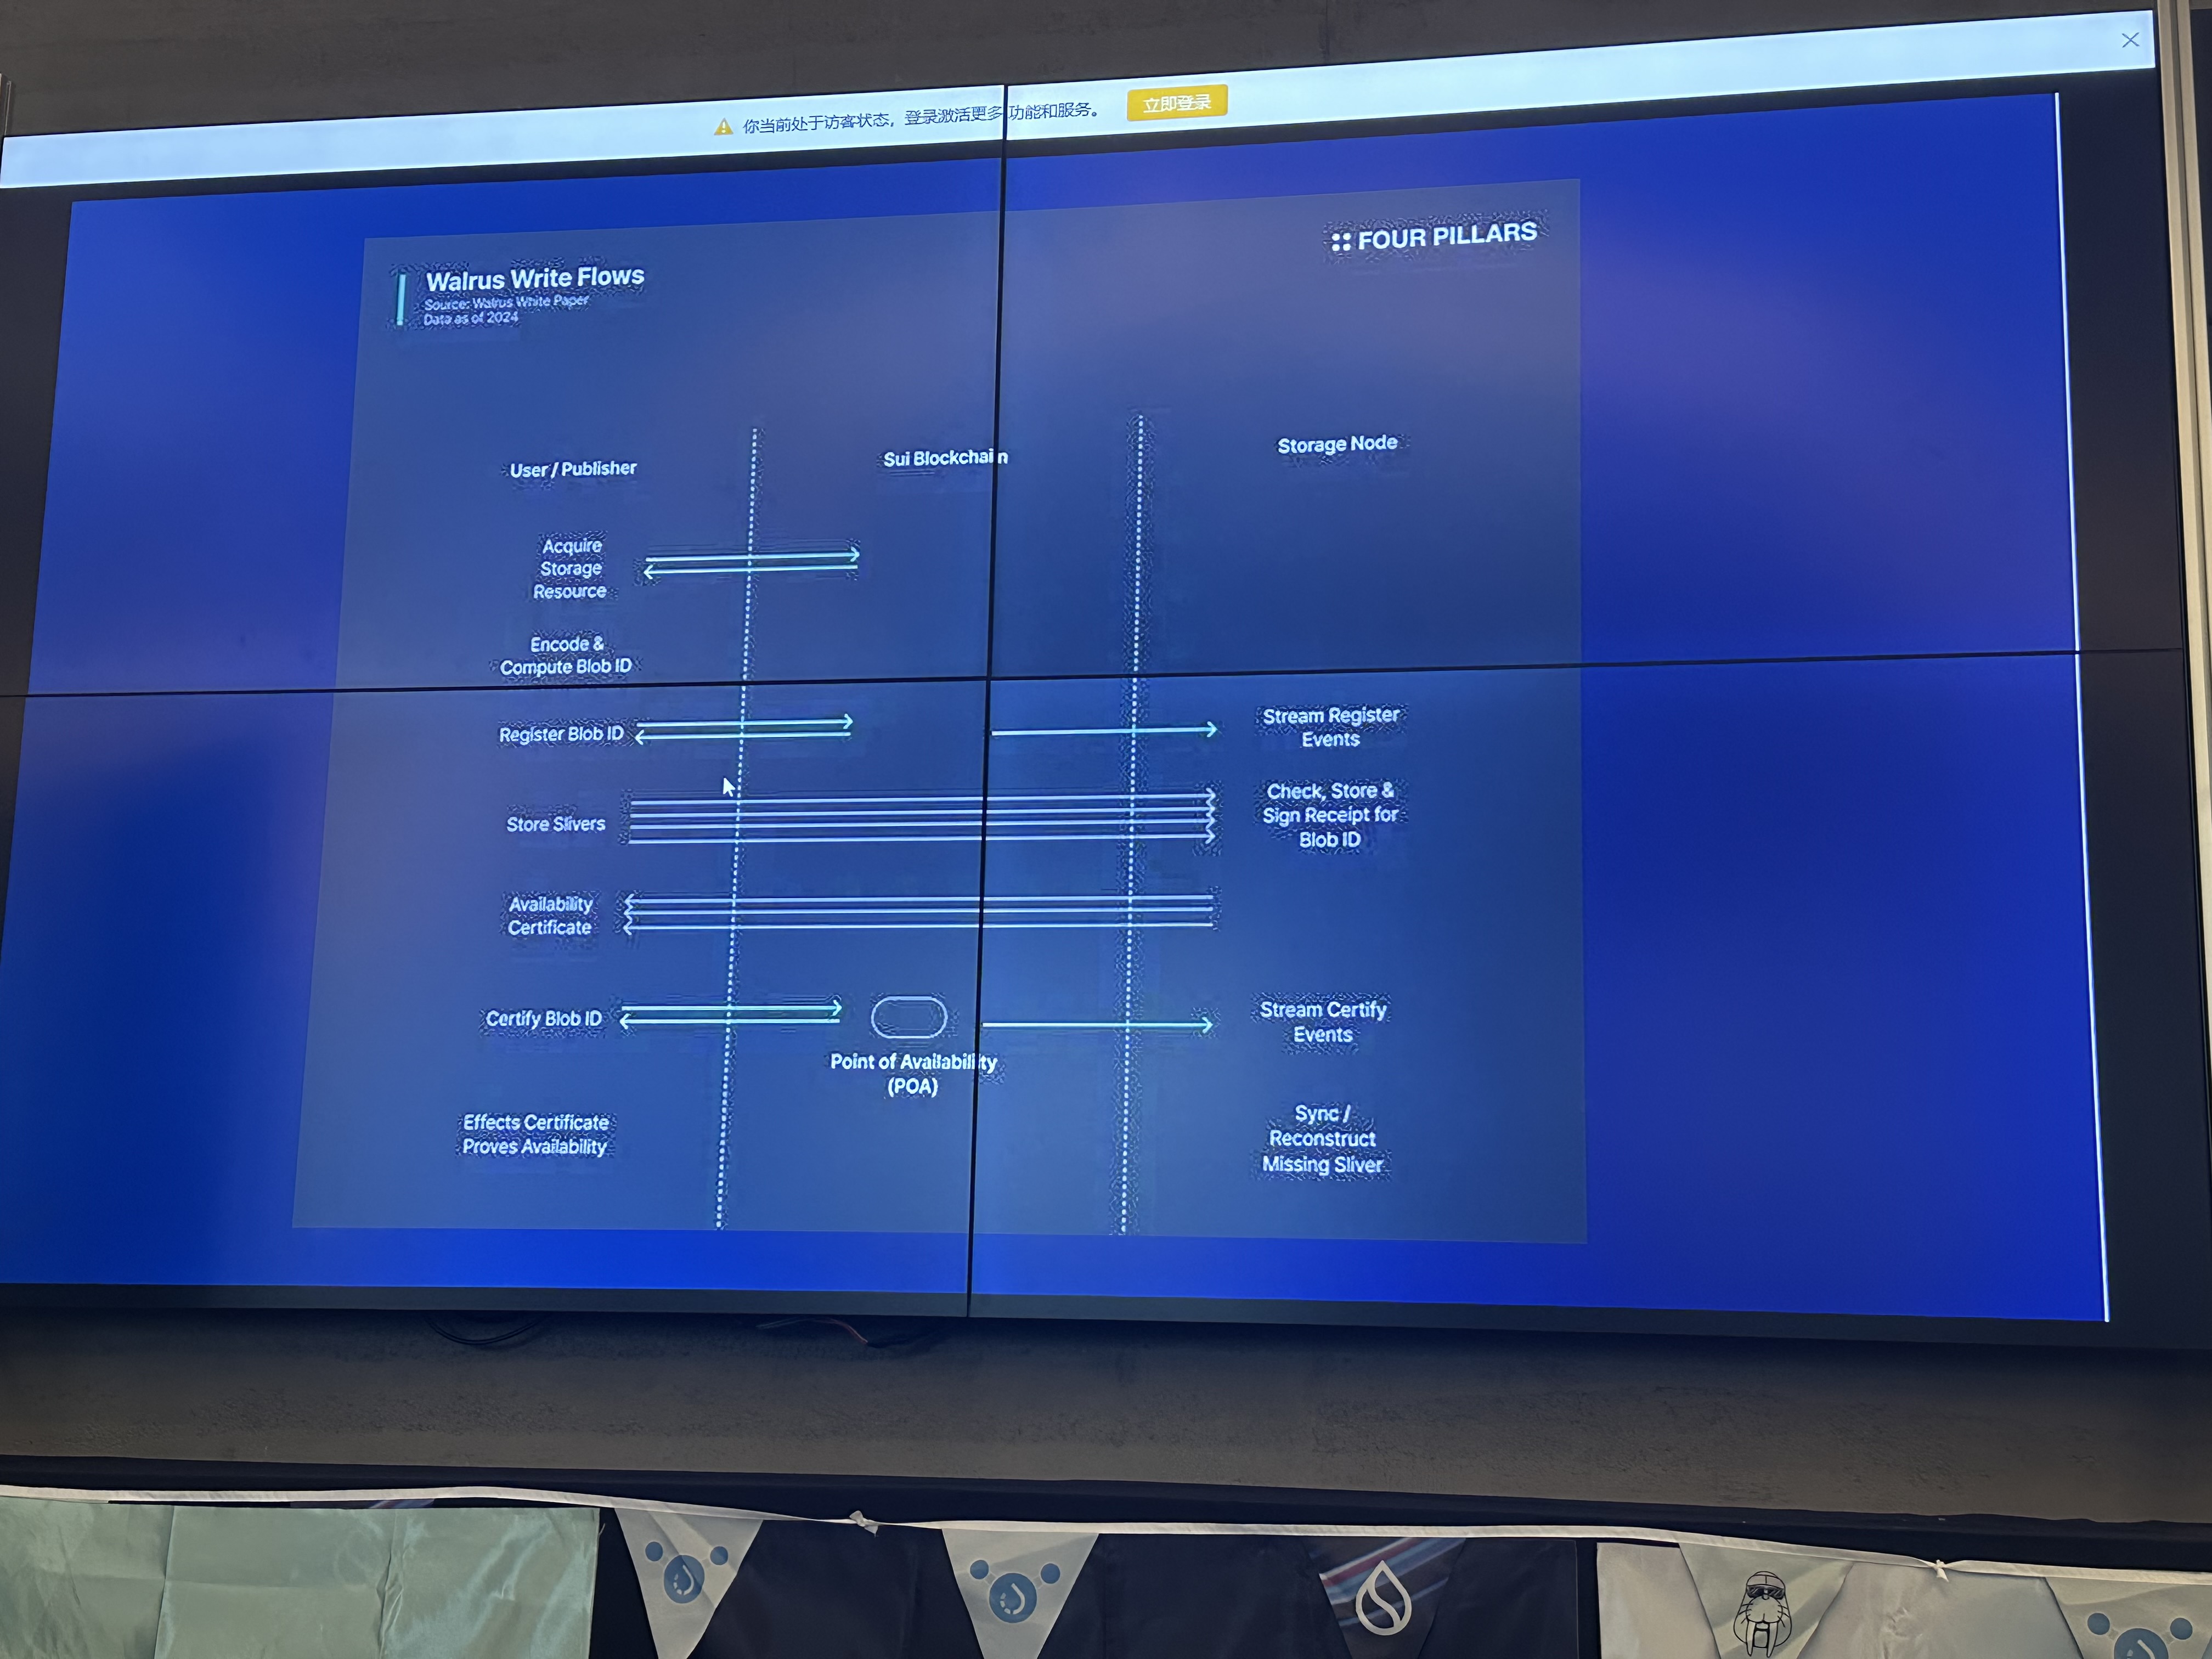 你当前处于访客状态，登录激活更多功能和服务。 立即登录
FOUR PILLARS
Walrus Write Flows
Source: Walrus White Paper
Data as of 2024
User / Publisher
Sui Blockchain
Storage Node
Acquire
Storage
Resource
Encode &
Compute Blob ID
Register Blob ID
Stream Register
Events
Store Slivers
Check, Store &
Sign Receipt for
Blob ID
Availability
Certificate
Certify Blob ID
Point of Availability
(POA)
Stream Certify
Events
Effects Certificate
Proves Availability
Sync /
Reconstruct
Missing Sliver